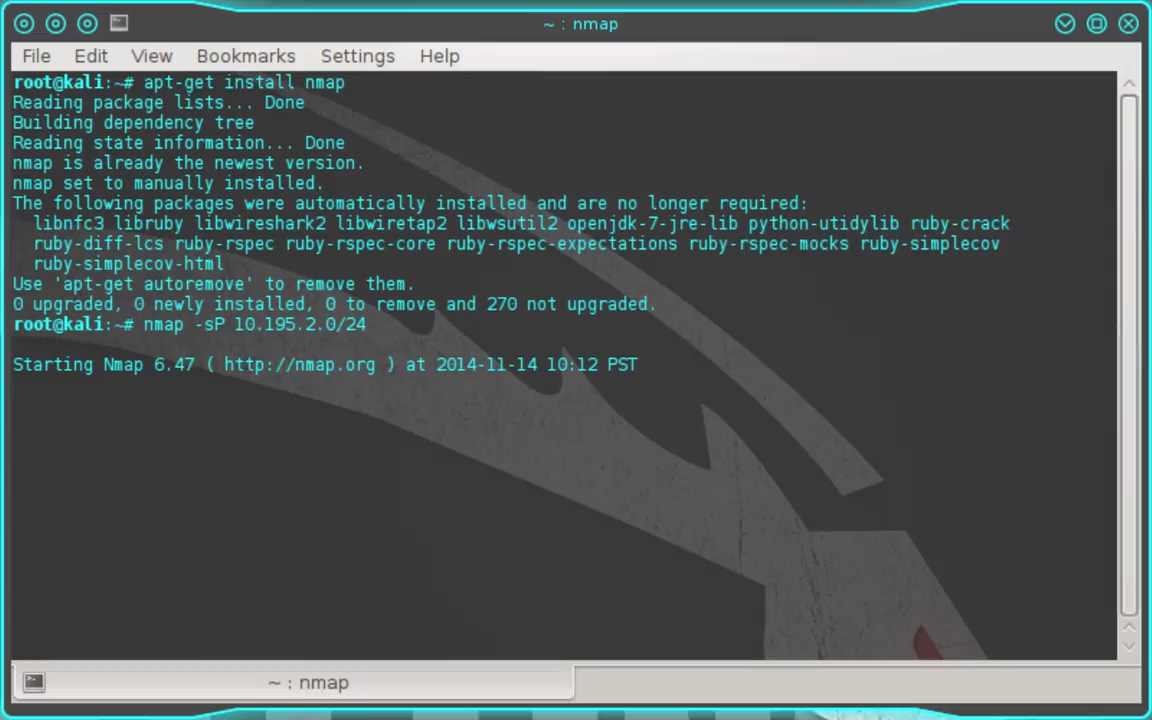 ~ : nmap
File Edit View Bookmarks Settings Help
root@kali:~# apt-get install nmap
Reading package lists... Done
Building dependency tree
Reading state information... Done
nmap is already the newest version.
nmap set to manually installed.
The following packages were automatically installed and are no longer required:
  libnfc3 libruby libwireshark2 libwiretap2 libwsutil2 openjdk-7-jre-lib python-utidylib ruby-crack
  ruby-diff-lcs ruby-rspec ruby-rspec-core ruby-rspec-expectations ruby-rspec-mocks ruby-simplecov
  ruby-simplecov-html
Use 'apt-get autoremove' to remove them.
0 upgraded, 0 newly installed, 0 to remove and 270 not upgraded.
root@kali:~# nmap -sP 10.195.2.0/24
Starting Nmap 6.47 ( http://nmap.org ) at 2014-11-14 10:12 PST
~ : nmap